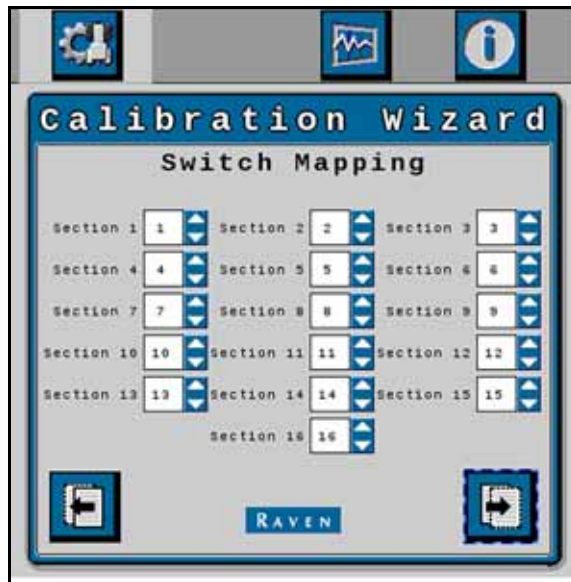 Calibration Wizard
Switch Mapping
Section 1 1 Section 2 2 Section 3 3
Section 4 4 Section 5 5 Section 6 6
Section 7 7 Section 8 8 Section 9 9
Section 10 10 Section 11 11 Section 12 12
Section 13 13 Section 14 14 Section 15 15
Section 16 16
RAVEN